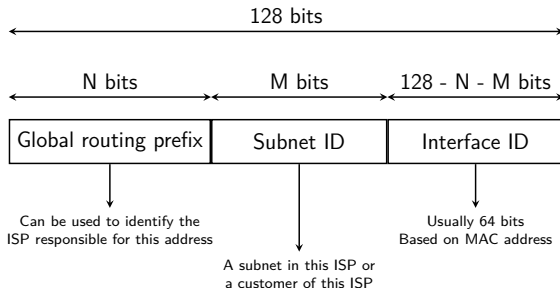 128 bits
N bits
M bits
128 - N - M bits
Global routing prefix
Subnet ID
Interface ID
Can be used to identify the
ISP responsible for this address
Usually 64 bits
Based on MAC address
A subnet in this ISP or
a customer of this ISP